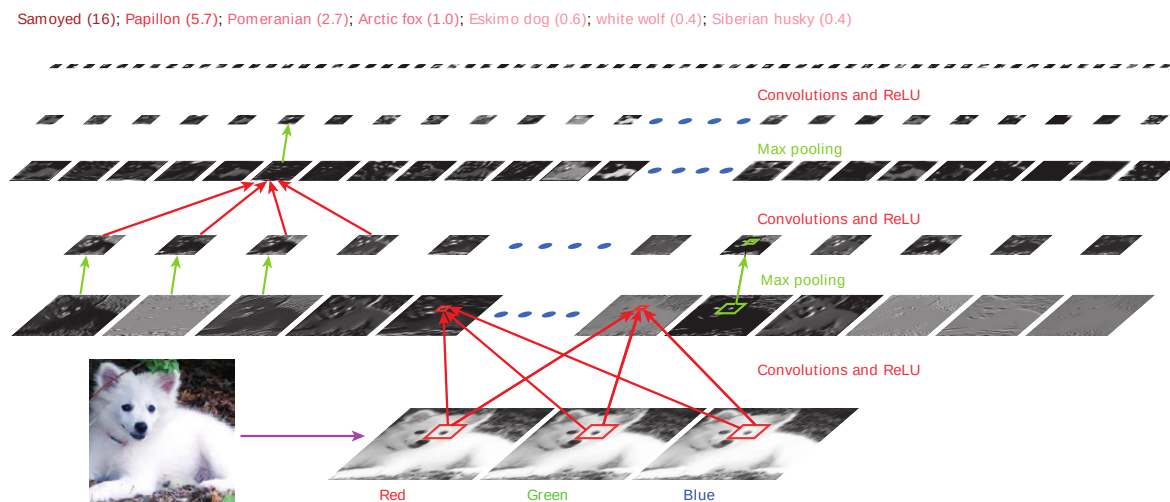 Samoyed (16); Papillon (5.7); Pomeranian (2.7); Arctic fox (1.0); Eskimo dog (0.6); white wolf (0.4); Siberian husky (0.4)
Convolutions and ReLU
Max pooling
Convolutions and ReLU
Max pooling
Convolutions and ReLU
Red
Green
Blue